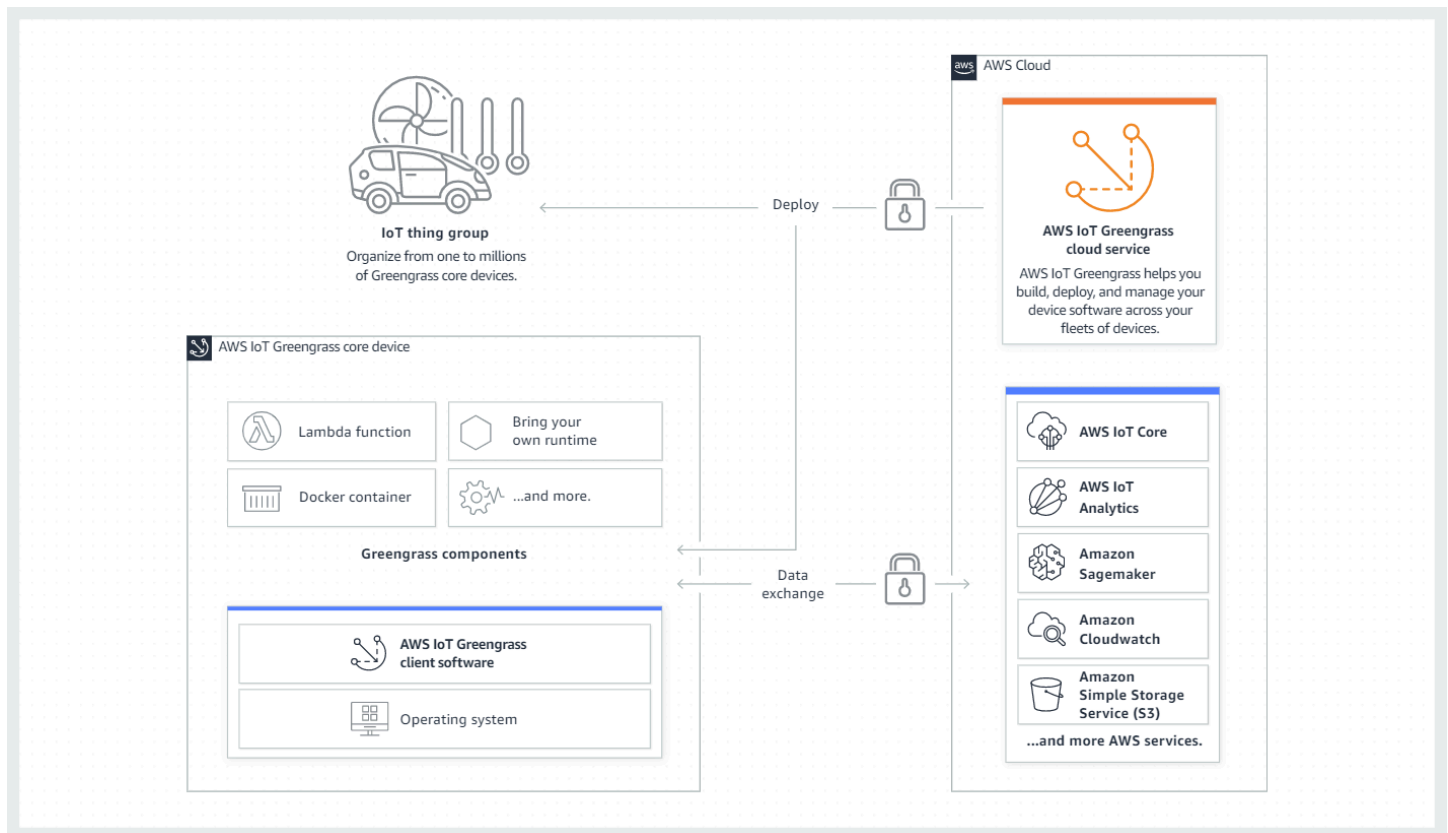 aws
AWS Cloud
AWS IoT Greengrass
cloud service
AWS IoT Greengrass helps you
build, deploy, and manage your
device software across your
fleets of devices.
Deploy
IoT thing group
Organize from one to millions
of Greengrass core devices.
AWS IoT Greengrass core device
Lambda function
Bring your
own runtime
Docker container
...and more.
Greengrass components
Data
exchange
AWS IoT Greengrass
client software
Operating system
AWS IoT Core
AWS IoT
Analytics
Amazon
Sagemaker
Amazon
Cloudwatch
Amazon
Simple Storage
Service (S3)
...and more AWS services.